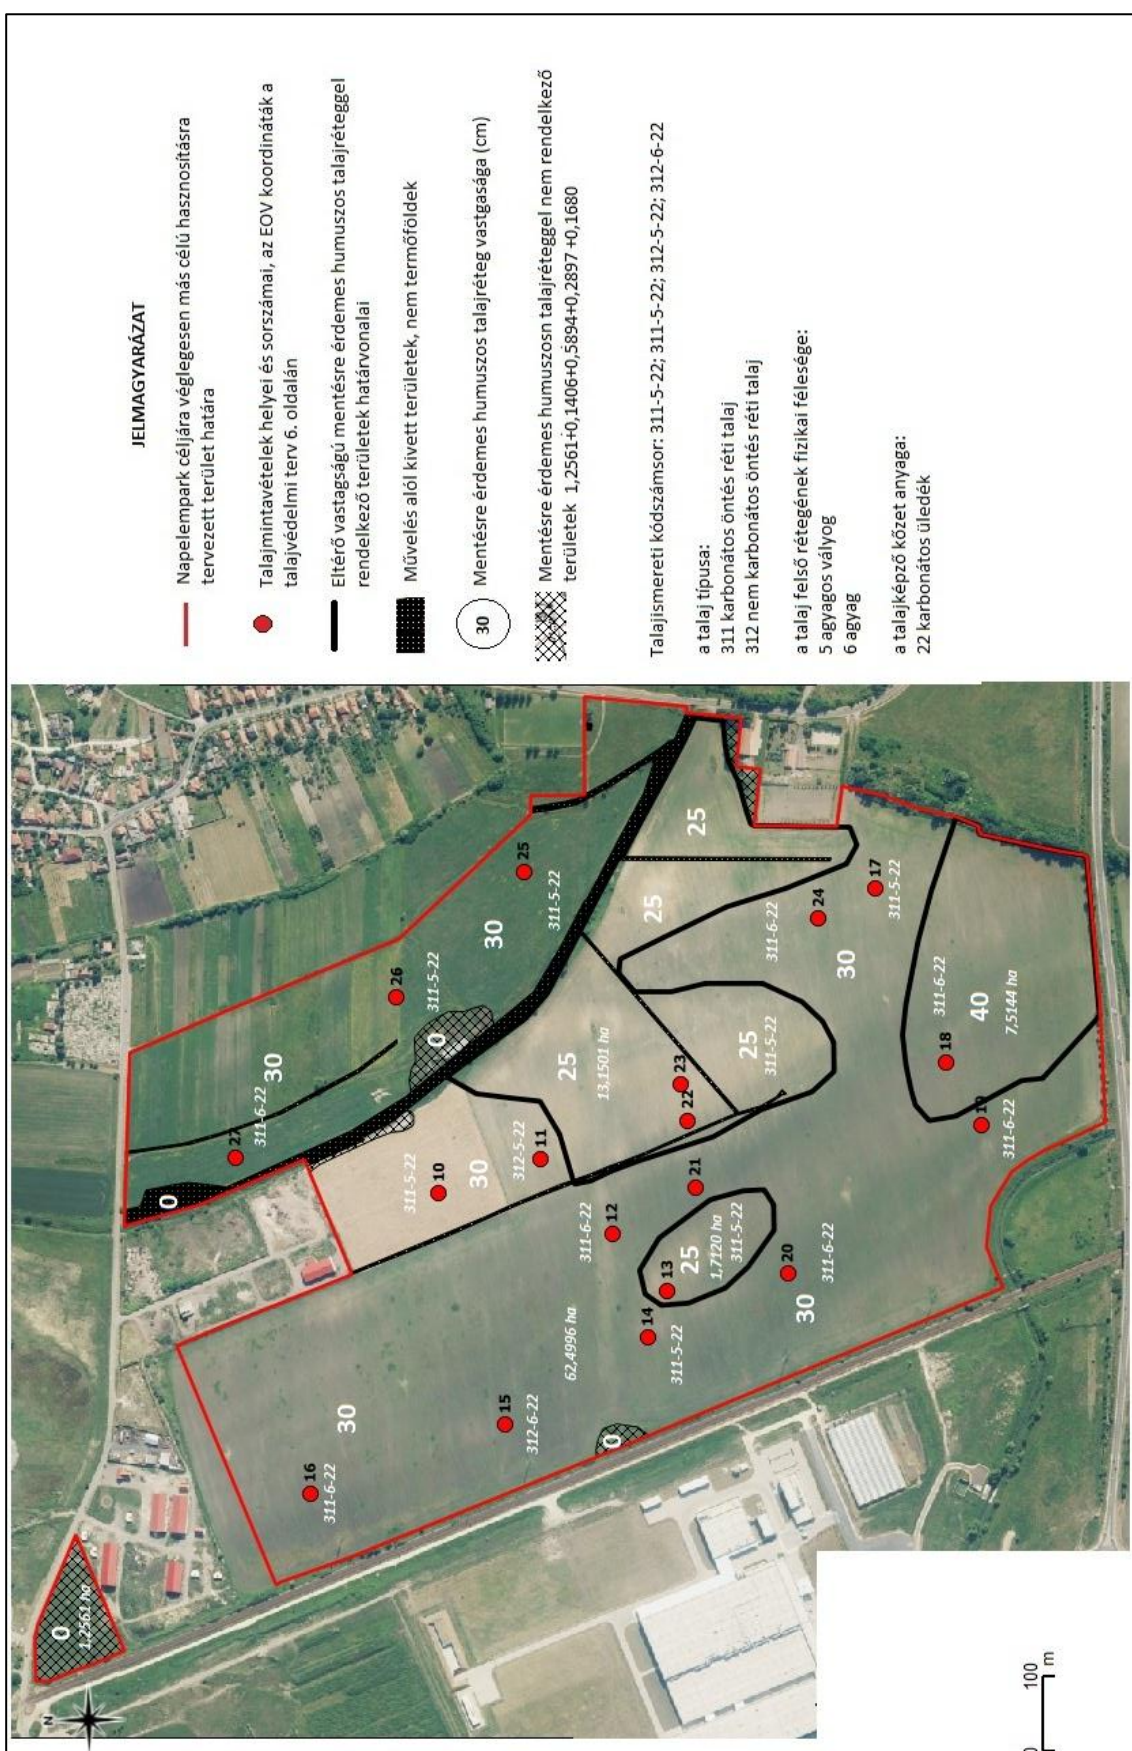 JELMAGYARÁZAT
Napelempark céljára véglegesen más célú hasznosításra
tervezett terület határa
Talajmintavételek helyei és sorszámai, az EOV koordináták a
talajvédelmi terv 6. oldalán
Eltérő vastagságú mentésre érdemes humuszos talajréteggel
rendelkező területek határvonalai
Művelés alól kivett területek, nem termőföldek
30
Mentésre érdemes humuszos talajréteg vastgasága (cm)
Mentésre érdemes humuszosn talajréteggel nem rendelkező
területek 1,2561+0,1406+0,5894+0,2897 +0,1680
Talajismereti kódszámsor: 311-5-22; 311-5-22; 312-5-22; 312-6-22
a talaj típusa:
311 karbonátos öntés réti talaj
312 nem karbonátos öntés réti talaj
a talaj felső rétegének fizikai félesége:
5 agyagos vályog
6 agyag
a talajképző kőzet anyaga:
22 karbonátos üledék
N
0
1.2561 ha
16
311-6-22
30
15
312-6-22
0
62,4996 ha
14
311-5-22
13
25
1,7120 ha
311-5-22
12
311-6-22
20
311-6-22
30
21
10
311-5-22
30
11
312-5-22
0
27
311-6-22
30
0
26
311-5-22
30
25
311-5-22
25
13,1501 ha
22
23
25
311-5-22
25
25
24
311-6-22
30
17
311-5-22
18
311-6-22
40
7,5144 ha
19
311-6-22
100
m